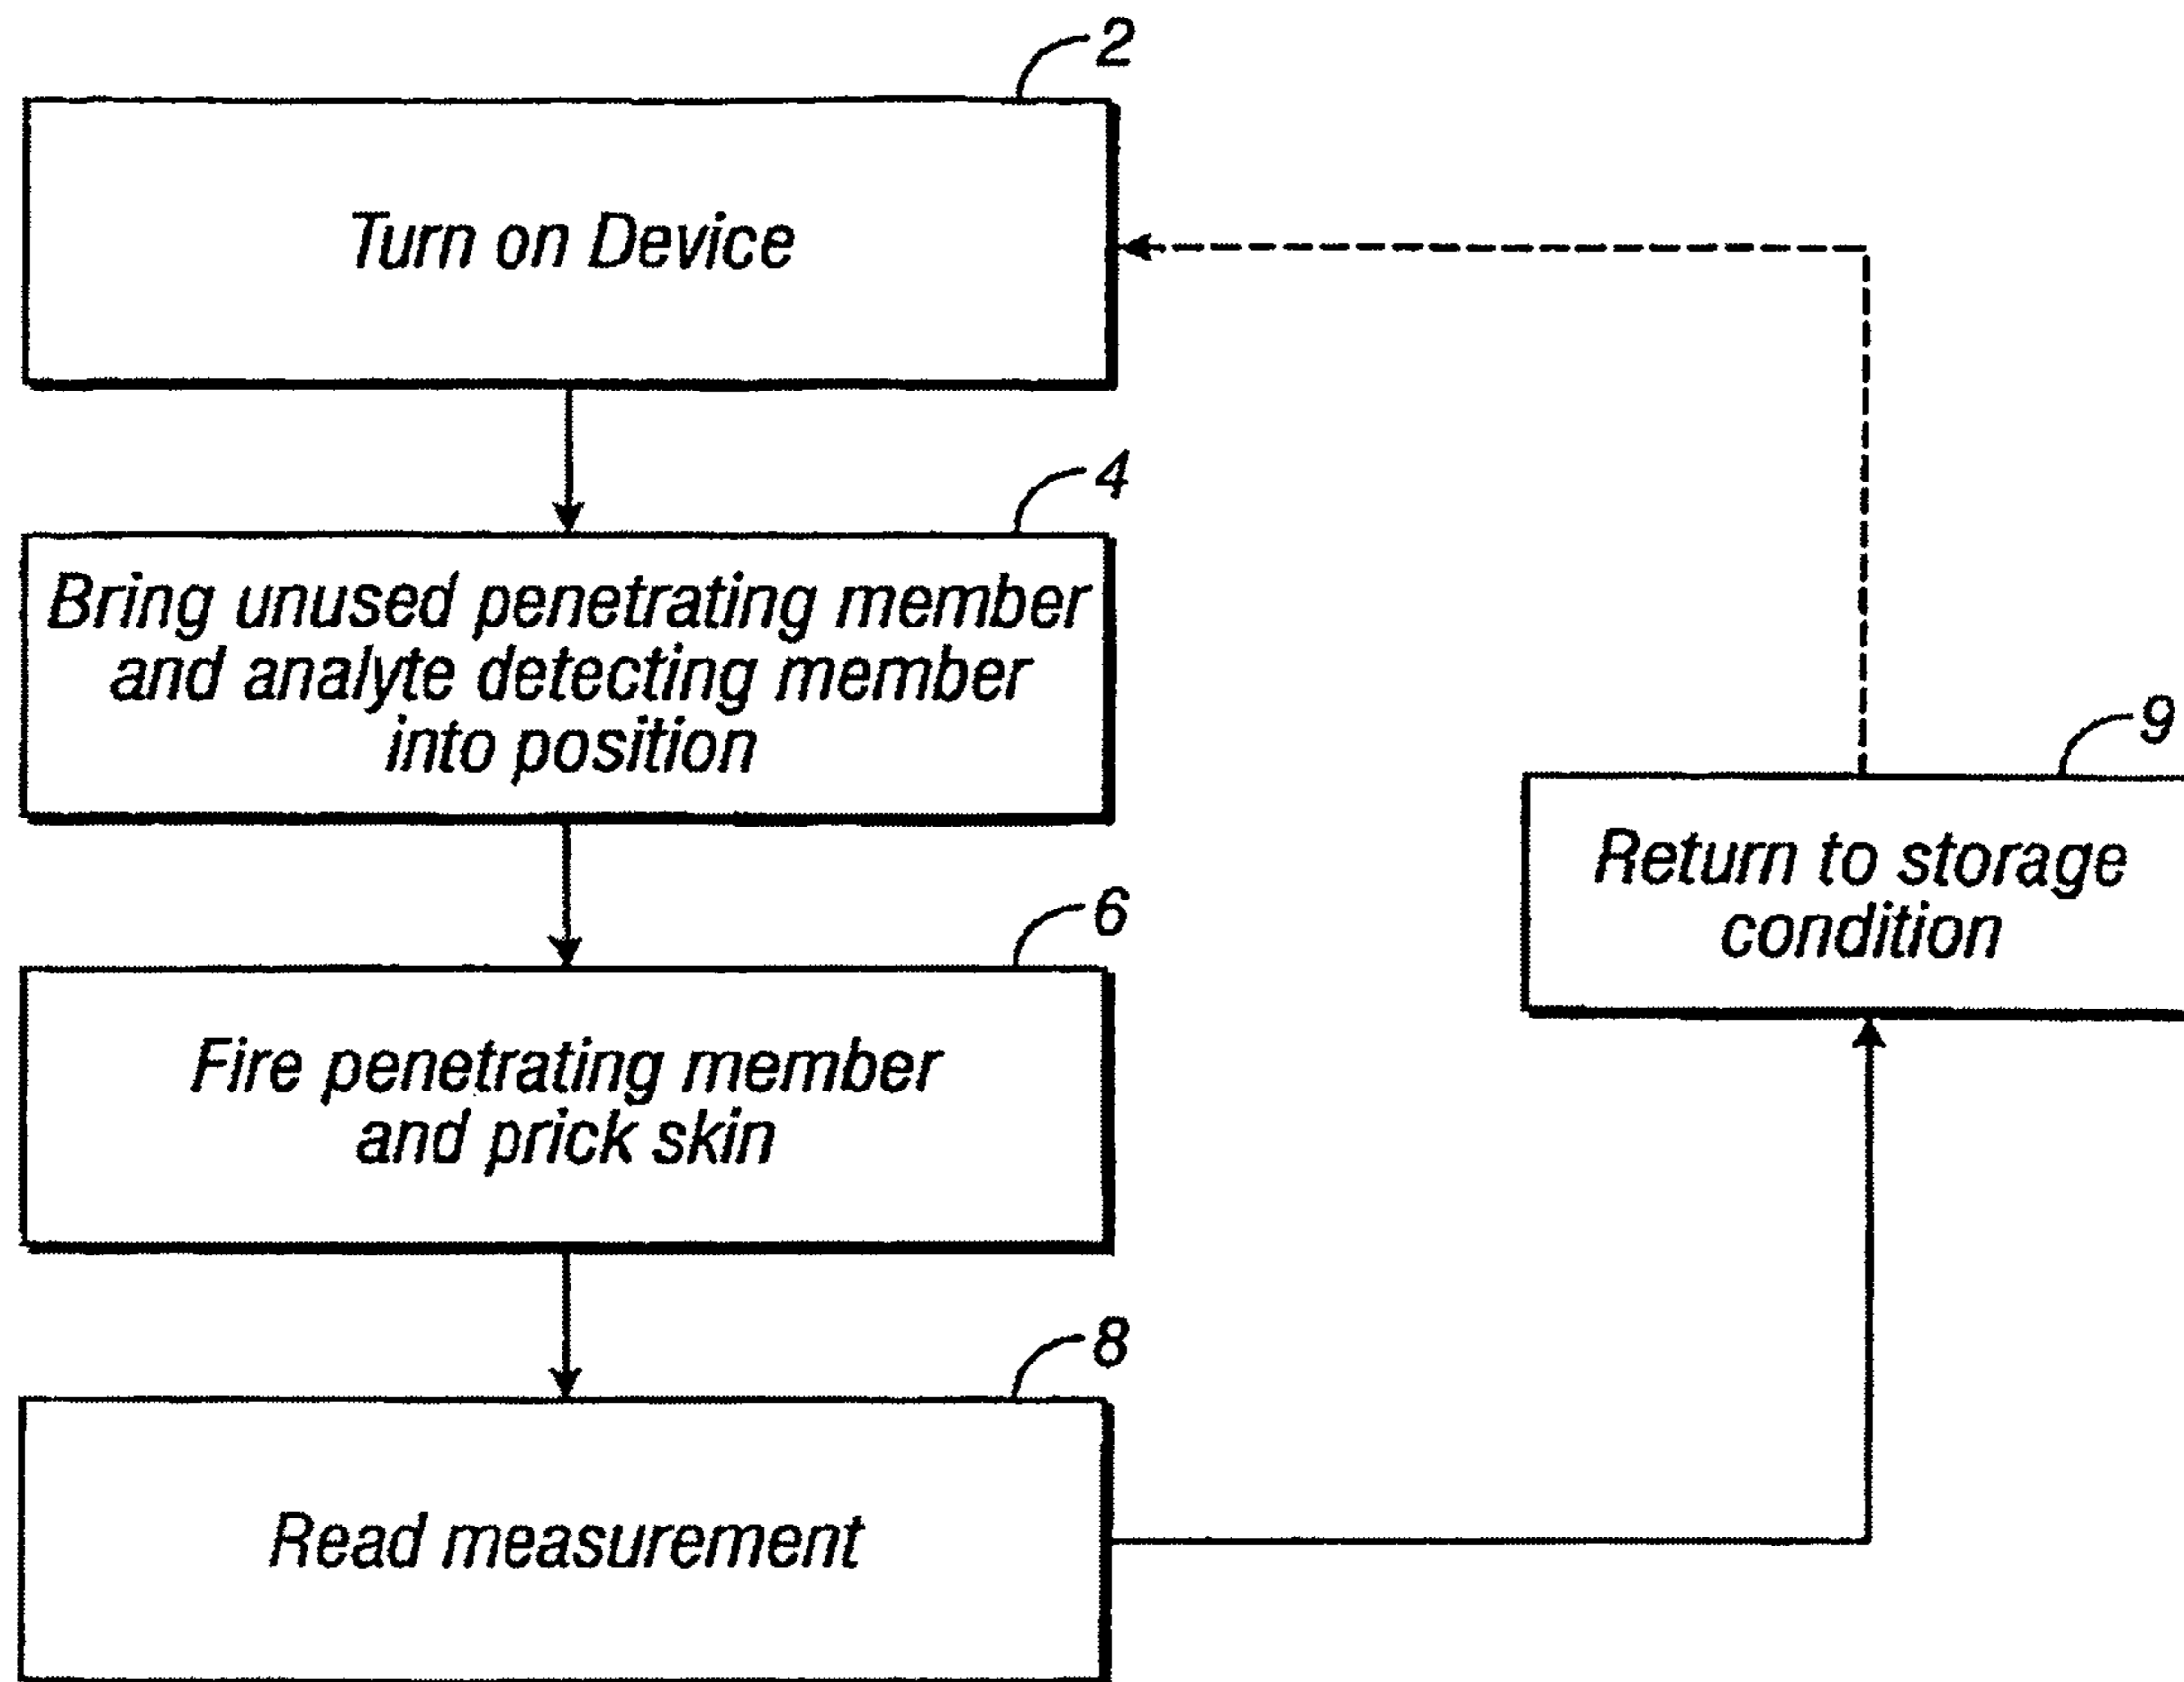 2
Turn on Device
4
Bring unused penetrating member
and analyte detecting member
into position
6
Fire penetrating member
and prick skin
8
Read measurement
9
Return to storage
condition